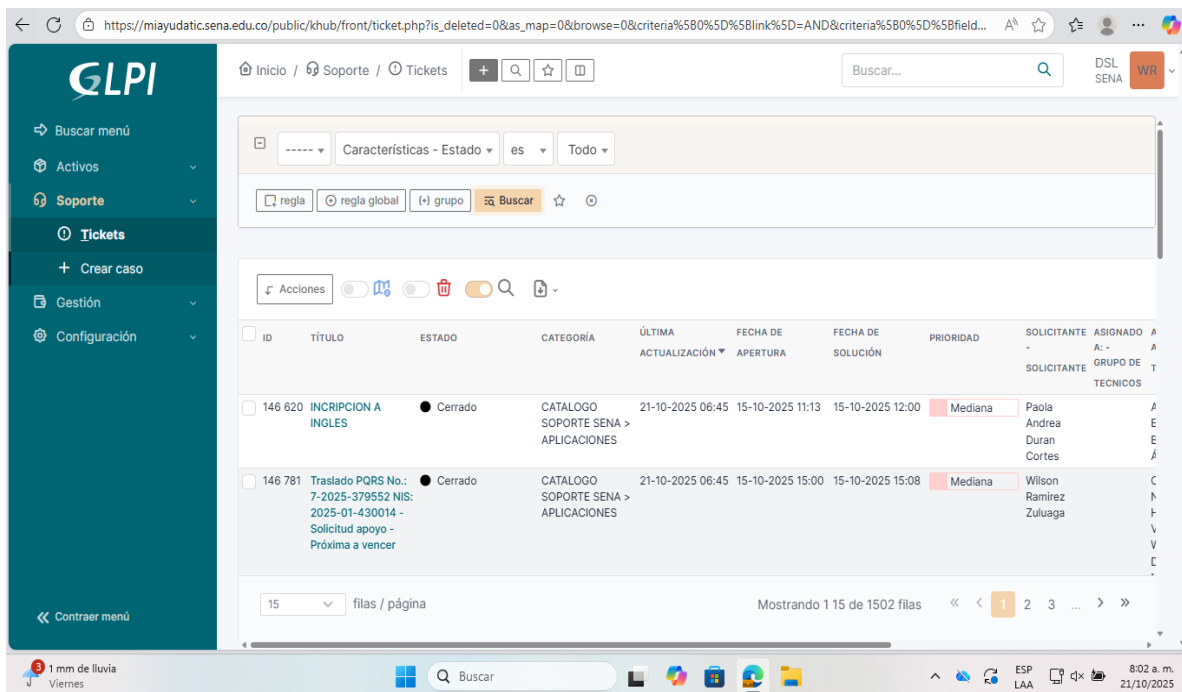 https://miayudatic.sena.edu.co/public/khub/front/ticket.php?is_deleted=0&as_map=0&browse=0&criteria%5B0%5D%5Blink%5D=AND&criteria%5B0%5D%5Bfield...
GLPI
Inicio / Soporte / Tickets
Buscar...
DSL
SENA
WR
Buscar menú
Activos
Soporte
Tickets
Crear caso
Gestión
Configuración
Contraer menú
----- Características - Estado es Todo
regla regla global grupo Buscar
Acciones
ID TÍTULO ESTADO CATEGORÍA ÚLTIMA ACTUALIZACIÓN FECHA DE APERTURA FECHA DE SOLUCIÓN PRIORIDAD SOLICITANTE - SOLICITANTE ASIGNADO A: - GRUPO DE TECNICOS
146 620 INCRIPCION A INGLES Cerrado CATALOGO SOPORTE SENA > APLICACIONES 21-10-2025 06:45 15-10-2025 11:13 15-10-2025 12:00 Mediana Paola Andrea Duran Cortes
146 781 Traslado PQRS No.: 7-2025-379552 NIS: 2025-01-430014 - Solicitud apoyo - Próxima a vencer Cerrado CATALOGO SOPORTE SENA > APLICACIONES 21-10-2025 06:45 15-10-2025 15:00 15-10-2025 15:08 Mediana Wilson Ramirez Zuluaga
15 filas / página
Mostrando 1 15 de 1502 filas
1 2 3 ...
3
1 mm de lluvia
Viernes
Buscar
ESP
LAA
8:02 a. m.
21/10/2025